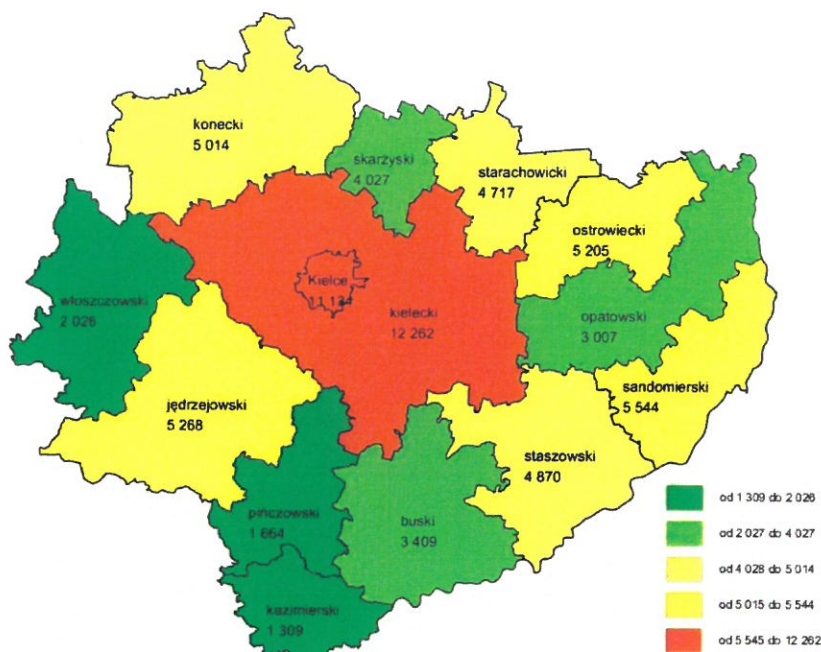 konecki
5 014
skarżyski
4 027
starachowicki
4 717
ostrowiecki
5 205
włoszczowski
2 026
Kielce
11 134
kielecki
12 262
opatowski
3 007
sandomierski
5 544
jędrzejowski
5 268
staszowski
4 870
pińczowski
1 664
buski
3 409
kazimierski
1 309
od 1 309 do 2 026
od 2 027 do 4 027
od 4 028 do 5 014
od 5 015 do 5 544
od 5 545 do 12 262